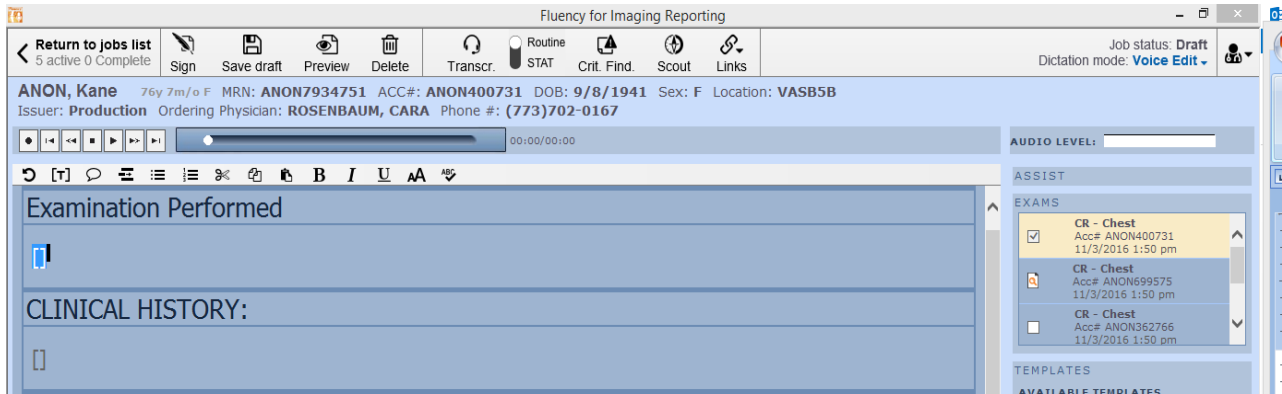 Fluency for Imaging Reporting
Return to jobs list
5 active 0 Complete
Sign
Save draft
Preview
Delete
Transcr.
Routine
STAT
Crit. Find.
Scout
Links
Job status: Draft
Dictation mode: Voice Edit
ANON, Kane 76y 7m/o F MRN: ANON7934751 ACC#: ANON400731 DOB: 9/8/1941 Sex: F Location: VASB5B
Issuer: Production Ordering Physician: ROSENBAUM, CARA Phone #: (773)702-0167
00:00/00:00
AUDIO LEVEL:
[T] B I U AA ABC
ASSIST
Examination Performed
[]
CLINICAL HISTORY:
[]
EXAMS
CR - Chest
Acc# ANON400731
11/3/2016 1:50 pm
CR - Chest
Acc# ANON699575
11/3/2016 1:50 pm
CR - Chest
Acc# ANON362766
11/3/2016 1:50 pm
TEMPLATES
AVAILABLE TEMPLATES